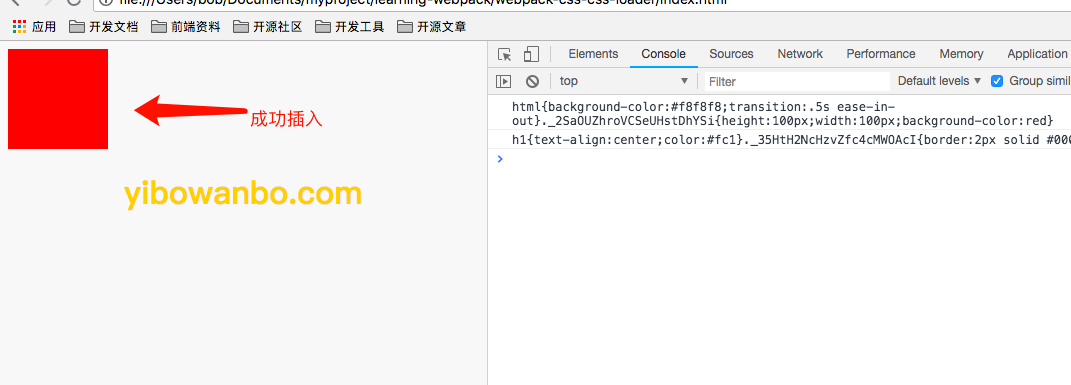 file:///Users/bob/Documents/myproject/learning-webpack/webpack-css-css-loader/index.html
应用 开发文档 前端资料 开源社区 开发工具 开源文章
Elements Console Sources Network Performance Memory Application
top Filter Default levels Group simil
html{background-color:#f8f8f8;transition:.5s ease-in-
out}._2SaOUZhroVCSeUHstDhYSi{height:100px;width:100px;background-color:red}
h1{text-align:center;color:#fc1}._35HtH2NcHzvZfc4cMWOAcI{border:2px solid #000
成功插入
yibowanbo.com